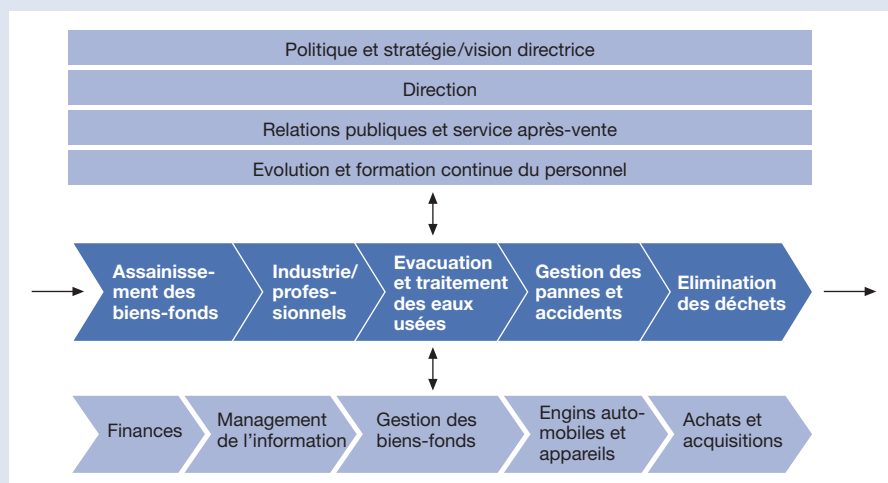 Politique et stratégie/vision directrice
Direction
Relations publiques et service après-vente
Evolution et formation continue du personnel
Assainisse-
ment des
biens-fonds
Industrie/
profes-
sionnels
Evacuation
et traitement
des eaux
usées
Gestion des
pannes et
accidents
Elimination
des déchets
Finances
Management
de l'information
Gestion des
biens-fonds
Engins auto-
mobiles et
appareils
Achats et
acquisitions